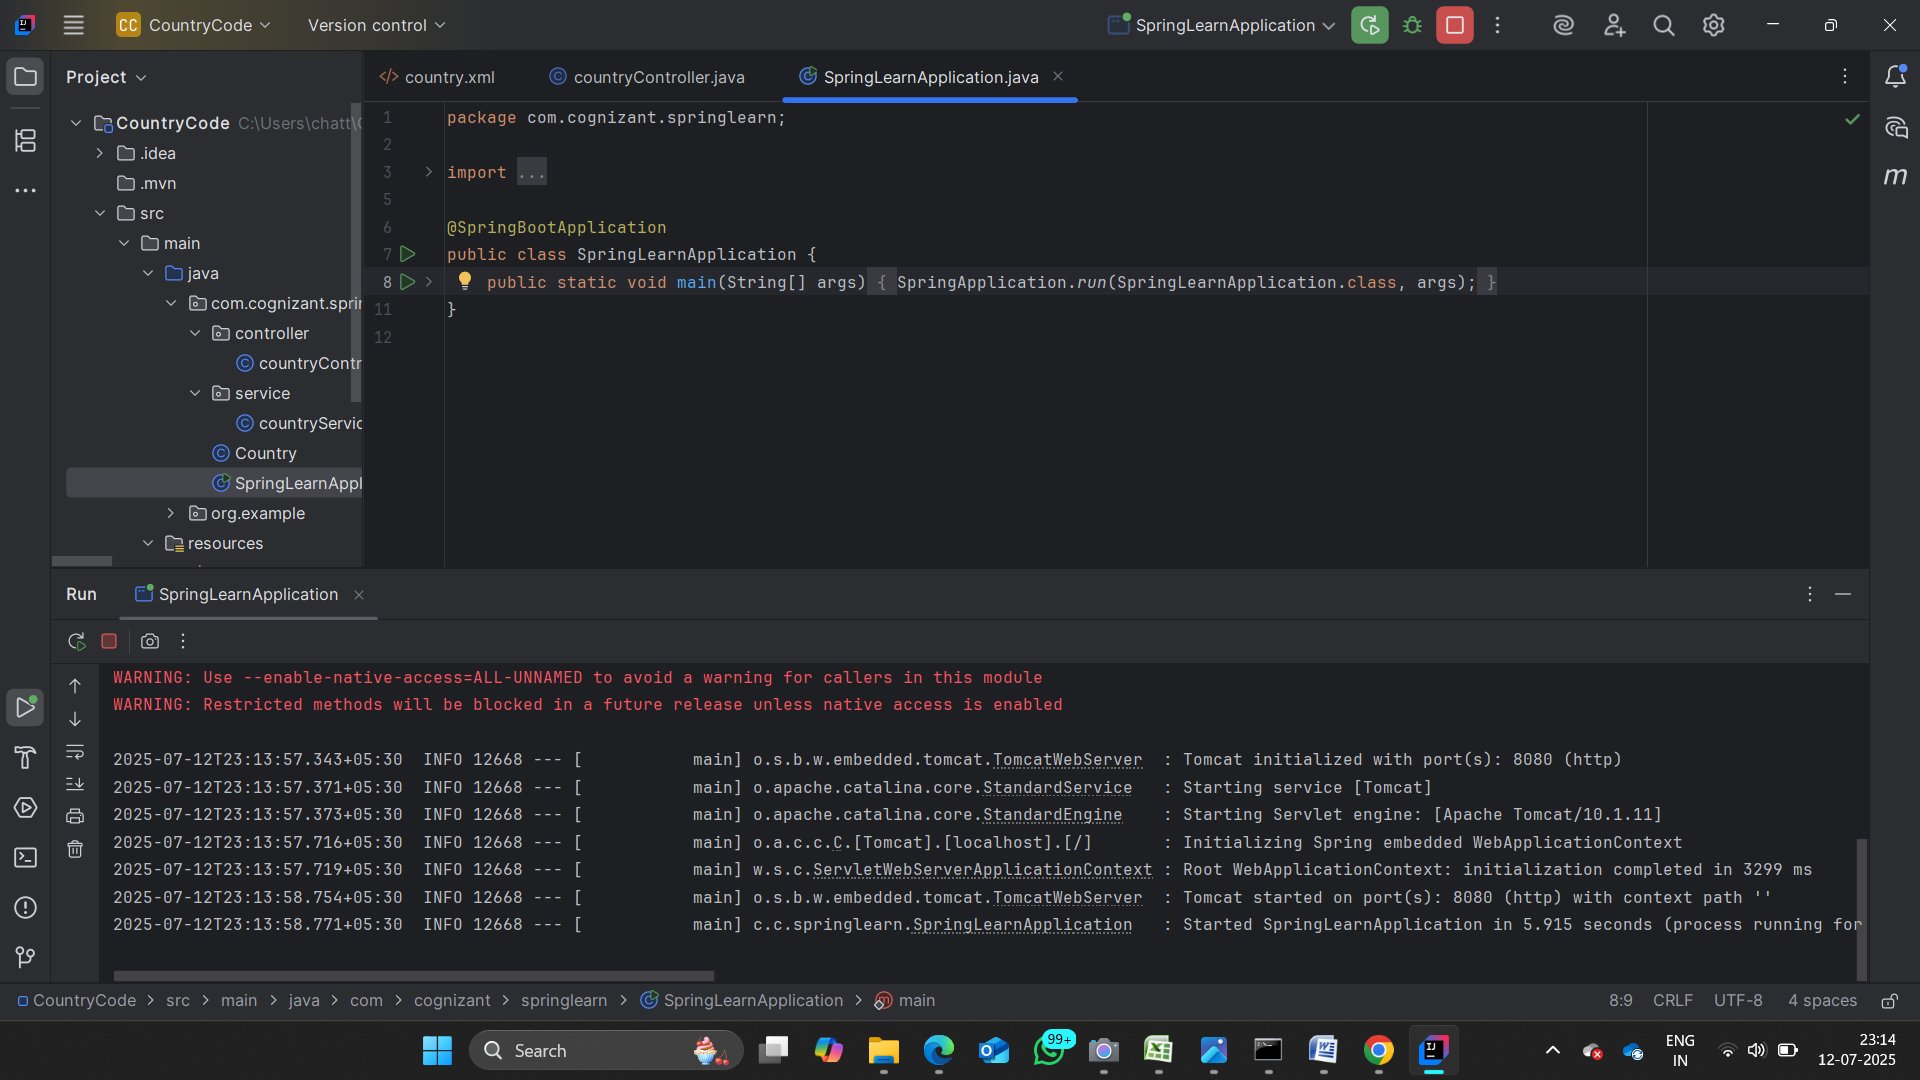 CC CountryCode Version control SpringLearnApplication
Project
country.xml countryController.java SpringLearnApplication.java
CountryCode C:\Users\chatt\
.idea
.mvn
src
main
java
com.cognizant.spri
controller
countryContr
service
countryServic
Country
SpringLearnAppl
org.example
resources
1 package com.cognizant.springlearn;
2
3 import ...
5
6 @SpringBootApplication
7 public class SpringLearnApplication {
8 public static void main(String[] args) { SpringApplication.run(SpringLearnApplication.class, args); }
11 }
12
m
Run SpringLearnApplication
WARNING: Use --enable-native-access=ALL-UNNAMED to avoid a warning for callers in this module
WARNING: Restricted methods will be blocked in a future release unless native access is enabled
2025-07-12T23:13:57.343+05:30  INFO 12668 --- [           main] o.s.b.w.embedded.tomcat.TomcatWebServer  : Tomcat initialized with port(s): 8080 (http)
2025-07-12T23:13:57.371+05:30  INFO 12668 --- [           main] o.apache.catalina.core.StandardService   : Starting service [Tomcat]
2025-07-12T23:13:57.373+05:30  INFO 12668 --- [           main] o.apache.catalina.core.StandardEngine    : Starting Servlet engine: [Apache Tomcat/10.1.11]
2025-07-12T23:13:57.716+05:30  INFO 12668 --- [           main] o.a.c.c.C.[Tomcat].[localhost].[/]       : Initializing Spring embedded WebApplicationContext
2025-07-12T23:13:57.719+05:30  INFO 12668 --- [           main] w.s.c.ServletWebServerApplicationContext : Root WebApplicationContext: initialization completed in 3299 ms
2025-07-12T23:13:58.754+05:30  INFO 12668 --- [           main] o.s.b.w.embedded.tomcat.TomcatWebServer  : Tomcat started on port(s): 8080 (http) with context path ''
2025-07-12T23:13:58.771+05:30  INFO 12668 --- [           main] c.c.springlearn.SpringLearnApplication   : Started SpringLearnApplication in 5.915 seconds (process running for
CountryCode > src > main > java > com > cognizant > springlearn > SpringLearnApplication > main 8:9 CRLF UTF-8 4 spaces
Search 99+ ENG IN 23:14
12-07-2025